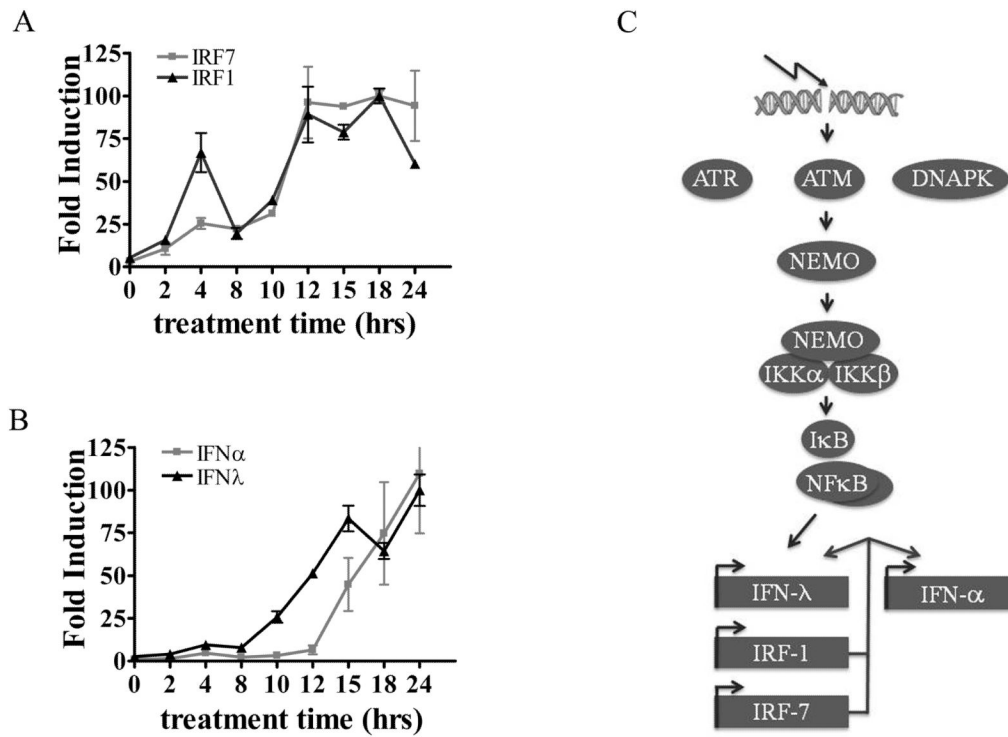 A
IRF7
IRF1
125
100
75
50
25
0
Fold Induction
0 2 4 8 10 12 15 18 24
treatment time (hrs)
B
IFNα
IFNλ
125
100
75
50
25
0
Fold Induction
0 2 4 8 10 12 15 18 24
treatment time (hrs)
C
ATR ATM DNAPK
NEMO
NEMO
IKKα IKKβ
IκB
NFκB
IFN-λ IFN-α
IRF-1
IRF-7